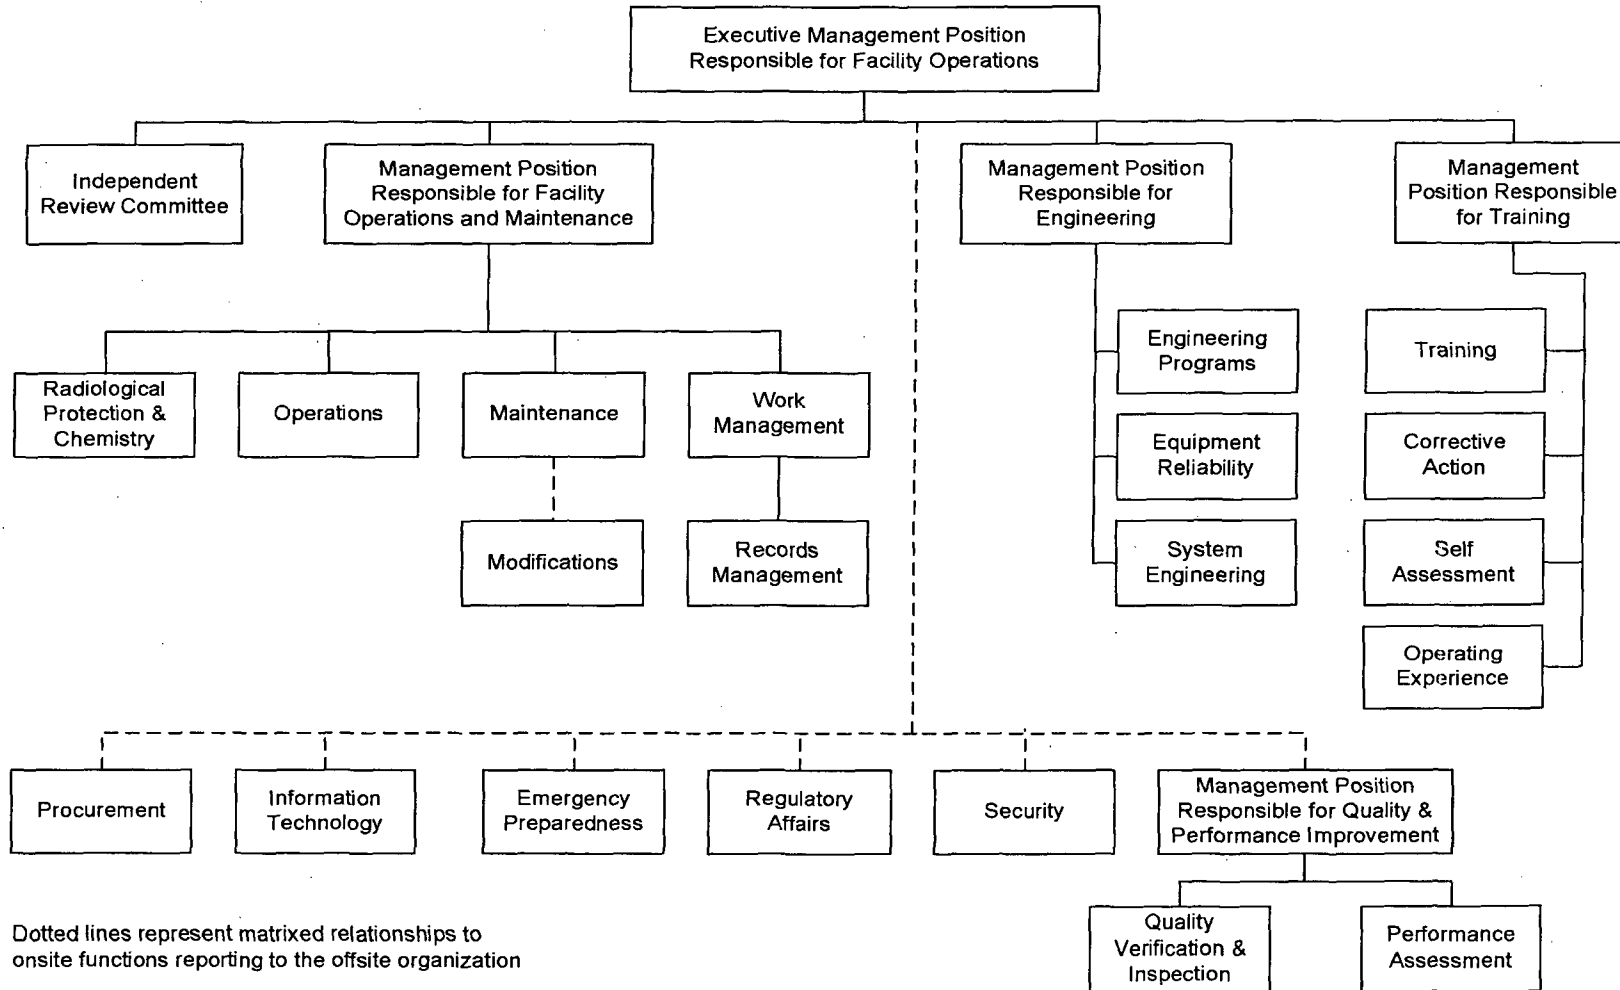 Executive Management Position
Responsible for Facility Operations
Independent
Review Committee
Management Position
Responsible for Facility
Operations and Maintenance
Management Position
Responsible for
Engineering
Management
Position Responsible
for Training
Radiological
Protection &
Chemistry
Operations
Maintenance
Work
Management
Modifications
Records
Management
Engineering
Programs
Equipment
Reliability
System
Engineering
Training
Corrective
Action
Self
Assessment
Operating
Experience
Procurement
Information
Technology
Emergency
Preparedness
Regulatory
Affairs
Security
Management Position
Responsible for Quality &
Performance Improvement
Quality
Verification &
Inspection
Performance
Assessment
Dotted lines represent matrixed relationships to
onsite functions reporting to the offsite organization